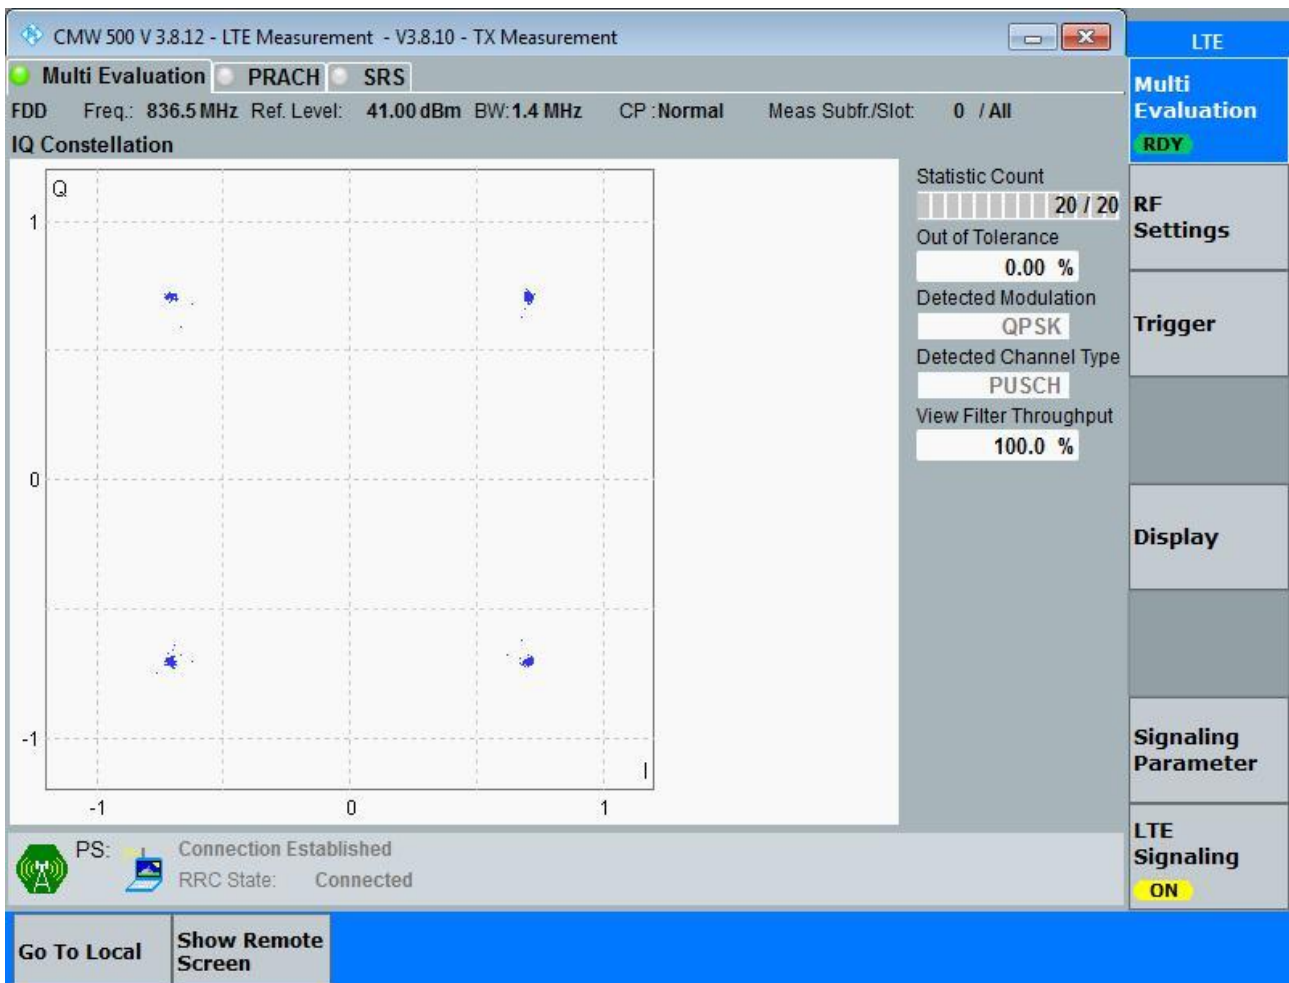 CMW 500 V 3.8.12 - LTE Measurement - V3.8.10 - TX Measurement
LTE
Multi Evaluation PRACH SRS
FDD Freq.: 836.5 MHz Ref. Level: 41.00 dBm BW: 1.4 MHz CP : Normal Meas Subfr./Slot: 0 / All
IQ Constellation
Q
1
0
-1
I
-1 0 1
Statistic Count
20 / 20
Out of Tolerance
0.00 %
Detected Modulation
QPSK
Detected Channel Type
PUSCH
View Filter Throughput
100.0 %
Multi
Evaluation
RDY
RF
Settings
Trigger
Display
Signaling
Parameter
LTE
Signaling
ON
PS: Connection Established
RRC State: Connected
Go To Local
Show Remote
Screen